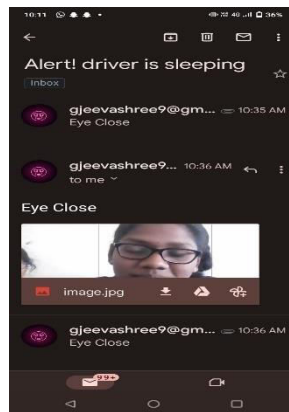 10:11 4G 36%
Alert! driver is sleeping
Inbox
gjeevashree9@gm... 10:35 AM
Eye Close
gjeevashree9... 10:36 AM
to me
Eye Close
image.jpg
gjeevashree9@gm... 10:36 AM
Eye Close
99+